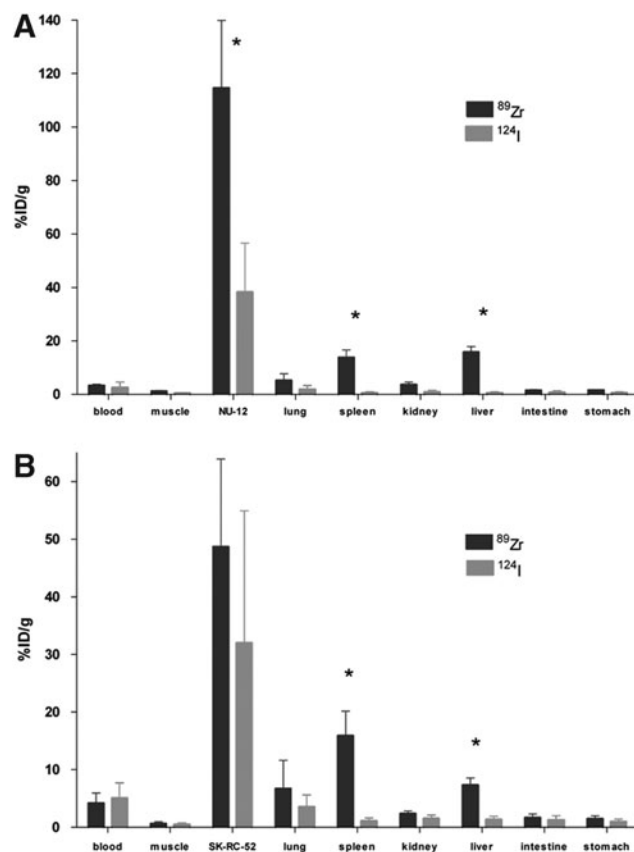 A
140
120
100
80
60
40
20
0
%ID/g
*
*
*
89Zr
124I
blood muscle NU-12 lung spleen kidney liver intestine stomach
B
60
50
40
30
20
10
0
%ID/g
*
*
89Zr
124I
blood muscle SK-RC-52 lung spleen kidney liver intestine stomach